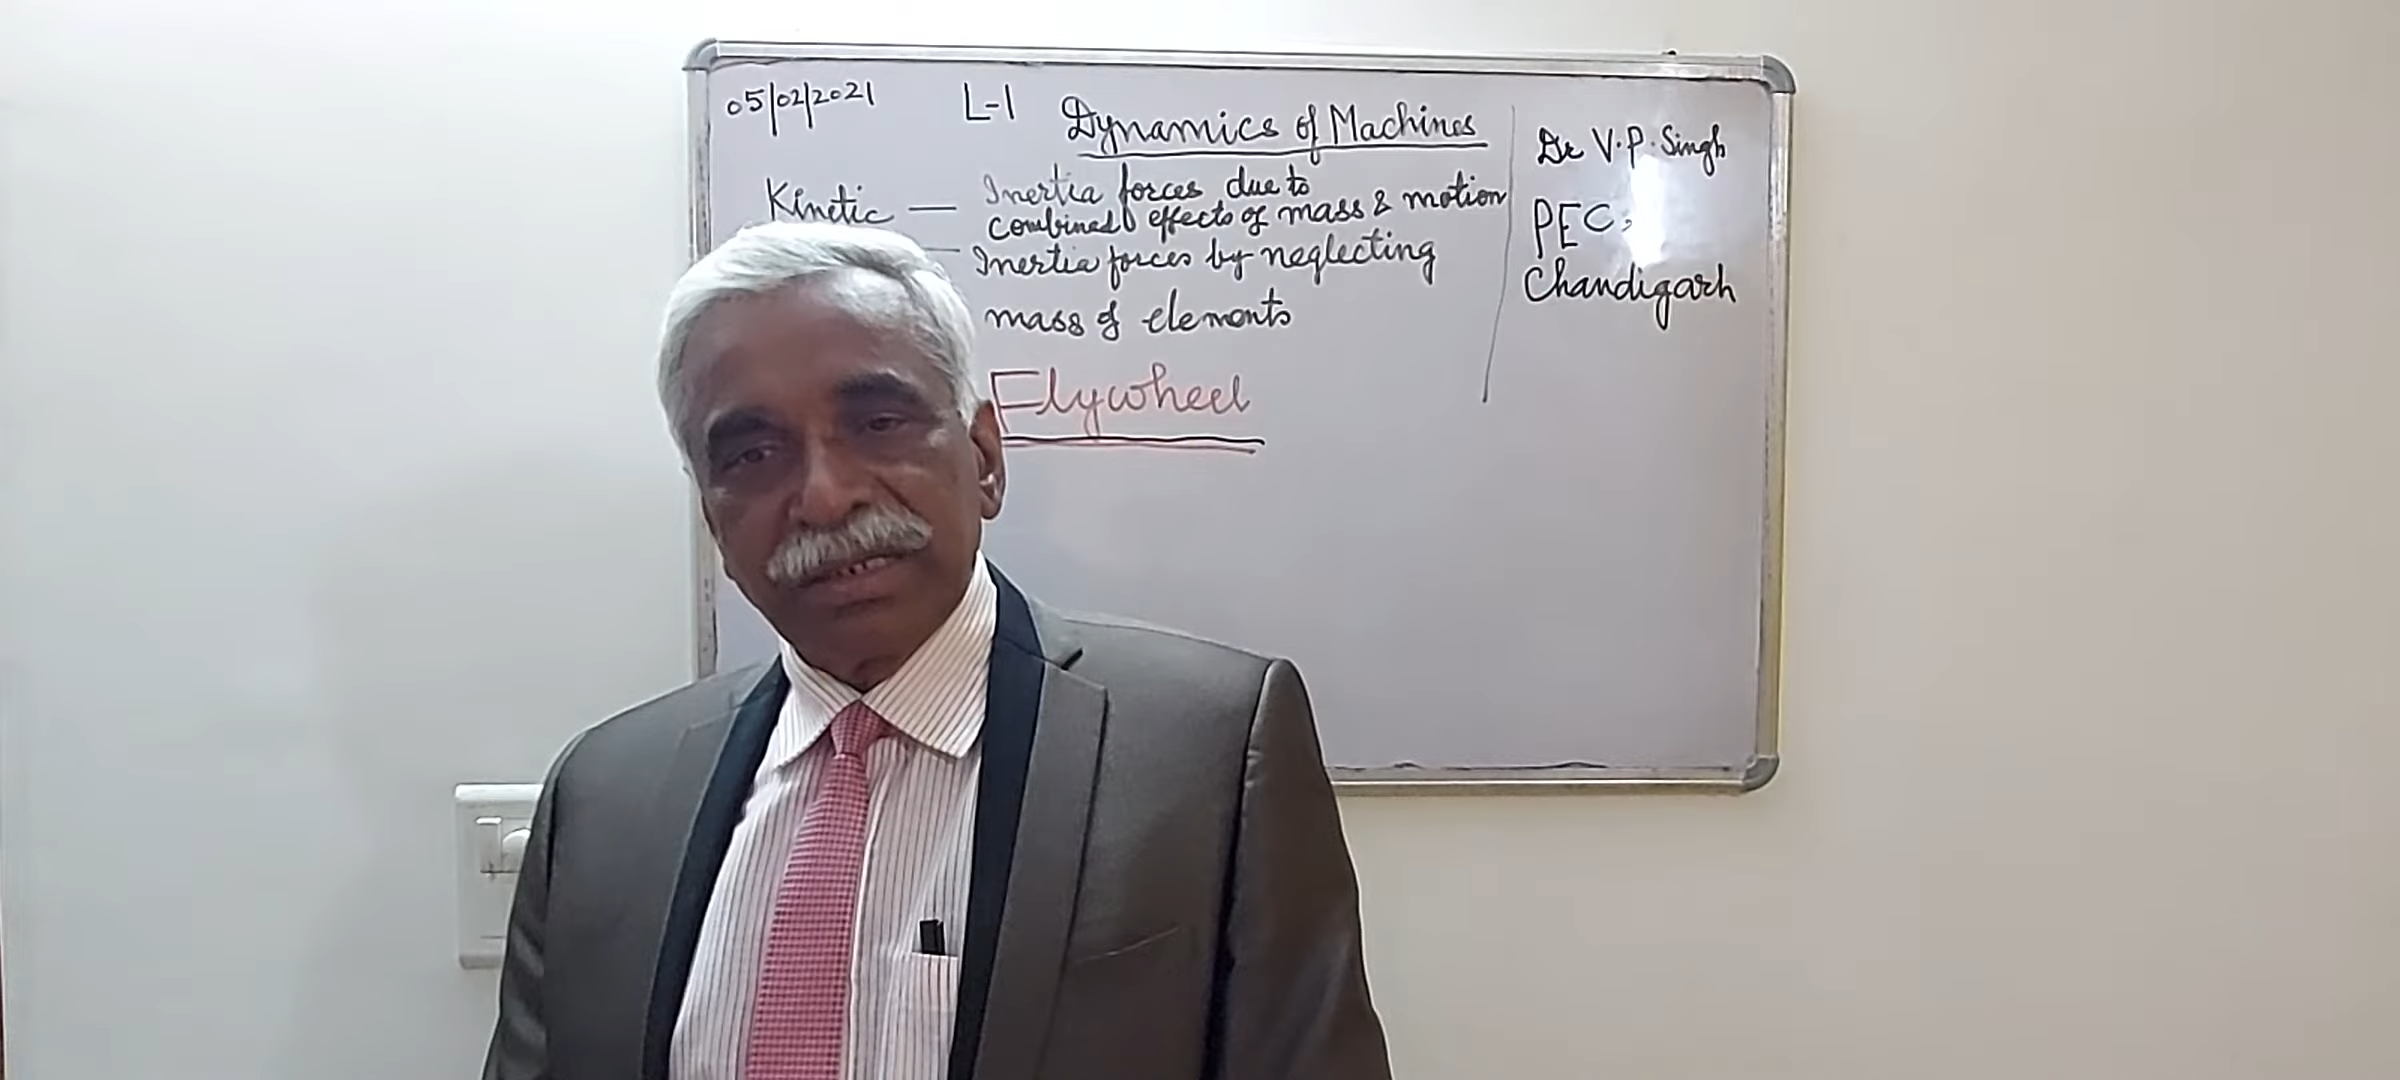 05/02/2021
L-1
Dynamics of Machines
Kinetic — Inertia forces due to
combined effects of mass & motion
— Inertia forces by neglecting
mass of elements
Flywheel
Dr V.P. Singh
PEC,
Chandigarh